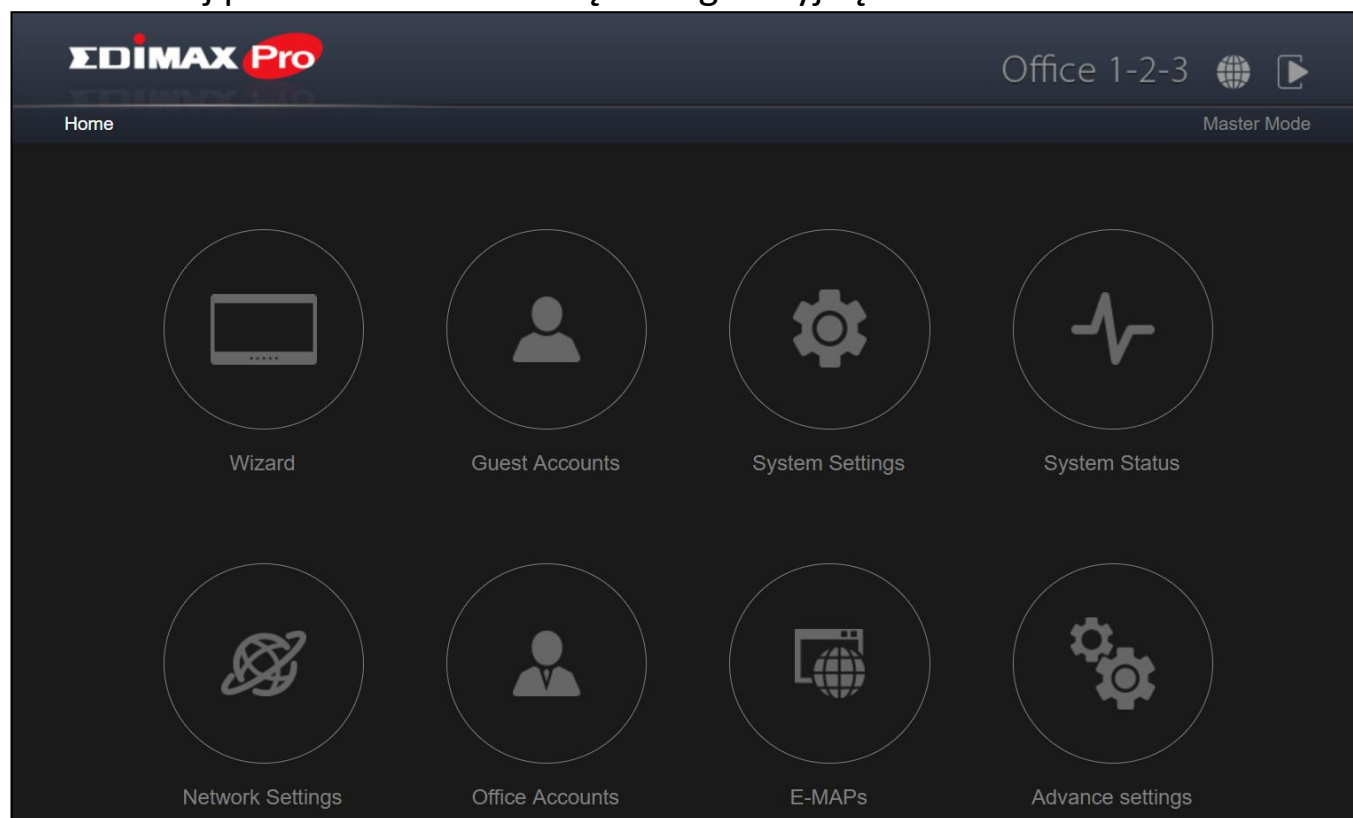 EDIMAX Pro
Office 1-2-3
Home
Master Mode
Wizard
Guest Accounts
System Settings
System Status
Network Settings
Office Accounts
E-MAPs
Advance settings